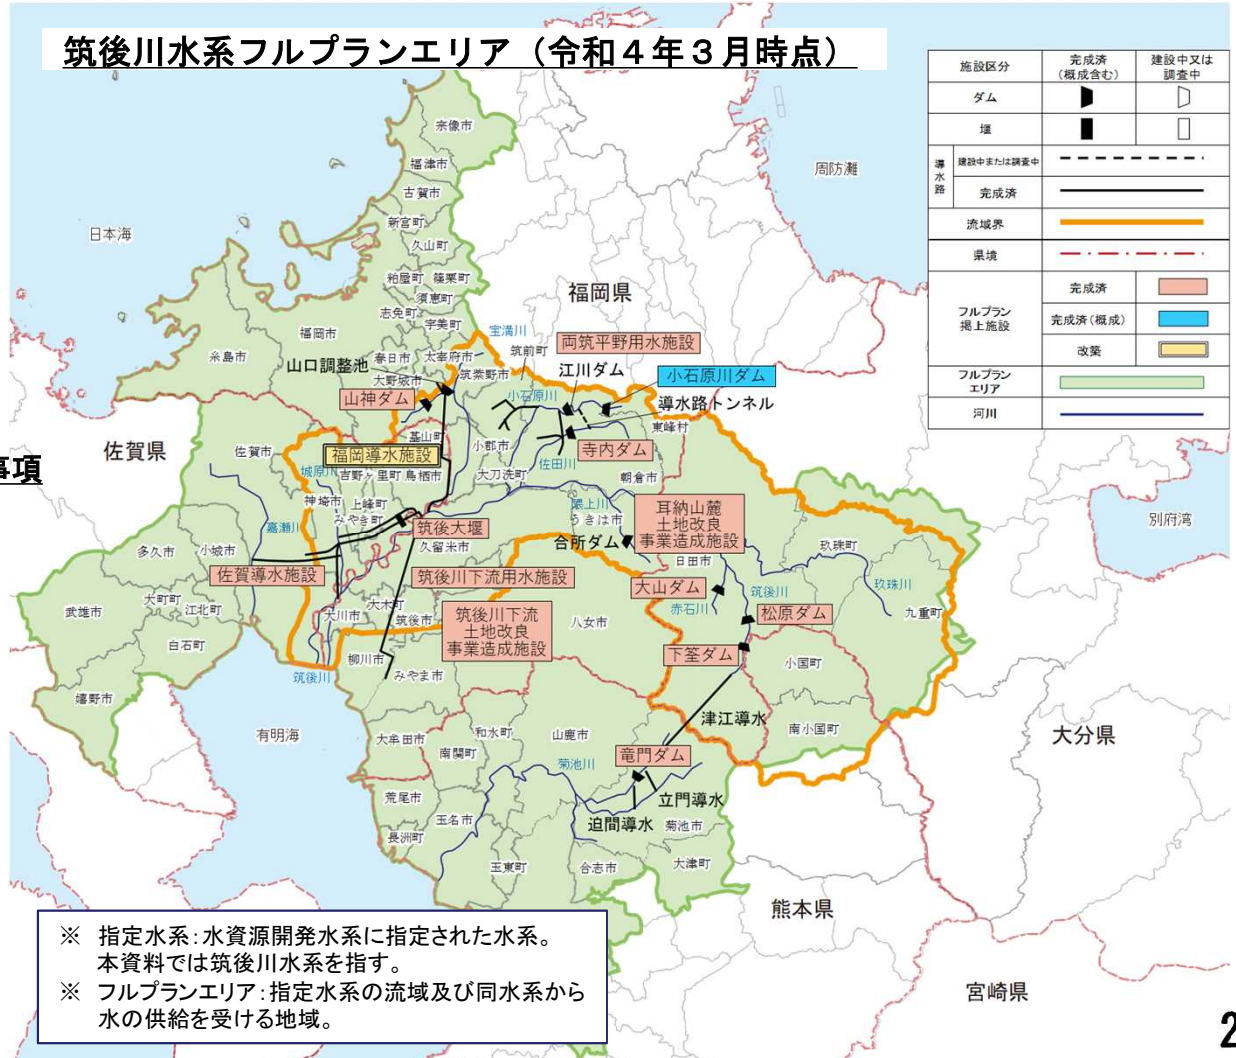 筑後川水系フルプランエリア（令和４年３月時点）
施設区分
完成済
（概成含む）
建設中又は
調査中
ダム
堰
導水路
建設中または調査中
完成済
流域界
県境
フルプラン
掲上施設
完成済
完成済（概成）
改築
フルプラン
エリア
河川
日本海
周防灘
別府湾
有明海
福岡県
佐賀県
大分県
熊本県
宮崎県
事項
宗像市
福津市
古賀市
新宮町
久山町
粕屋町
篠栗町
須恵町
志免町
宇美町
福岡市
糸島市
春日市
太宰府市
大野城市
筑紫野市
宝満川
筑前町
両筑平野用水施設
山口調整池
江川ダム
小石原川ダム
山神ダム
小石原川
導水路トンネル
東峰村
基山町
福岡導水施設
小郡市
寺内ダム
佐賀市
城原川
吉野ヶ里町
鳥栖市
大刀洗町
佐田川
朝倉市
神埼市
上峰町
みやき町
嘉瀬川
筑後大堰
隈上川
うきは市
耳納山麓
土地改良
事業造成施設
合所ダム
久留米市
多久市
小城市
佐賀導水施設
筑後川下流用水施設
日田市
玖珠町
玖珠川
大山ダム
筑後川
赤石川
松原ダム
九重町
武雄市
大町町
江北町
大川市
大木町
筑後市
筑後川下流
土地改良
事業造成施設
八女市
白石町
下筌ダム
小国町
柳川市
みやま市
筑後川
嬉野市
津江導水
南小国町
大牟田市
南関町
和水町
山鹿市
菊池川
竜門ダム
荒尾市
立門導水
長洲町
玉名市
迫間導水
菊池市
玉東町
合志市
大津町
※　指定水系：水資源開発水系に指定された水系。
本資料では筑後川水系を指す。
※　フルプランエリア：指定水系の流域及び同水系から
水の供給を受ける地域。
2